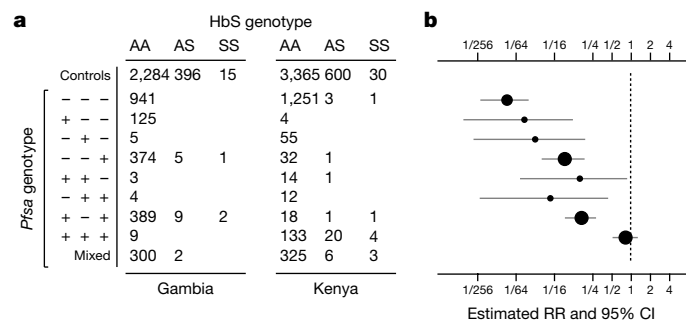 a
b
HbS genotype
AA AS SS AA AS SS
1/256 1/64 1/16 1/4 1/2 1 2 4
Controls 2,284 396 15 3,365 600 30
– – – 941 1,251 3 1
+ – – 125 4
– + – 5 55
– – + 374 5 1 32 1
+ + – 3 14 1
– + + 4 12
+ – + 389 9 2 18 1 1
+ + + 9 133 20 4
Mixed 300 2 325 6 3
Pfsa genotype
Gambia Kenya
1/256 1/64 1/16 1/4 1/2 1 2 4
Estimated RR and 95% CI